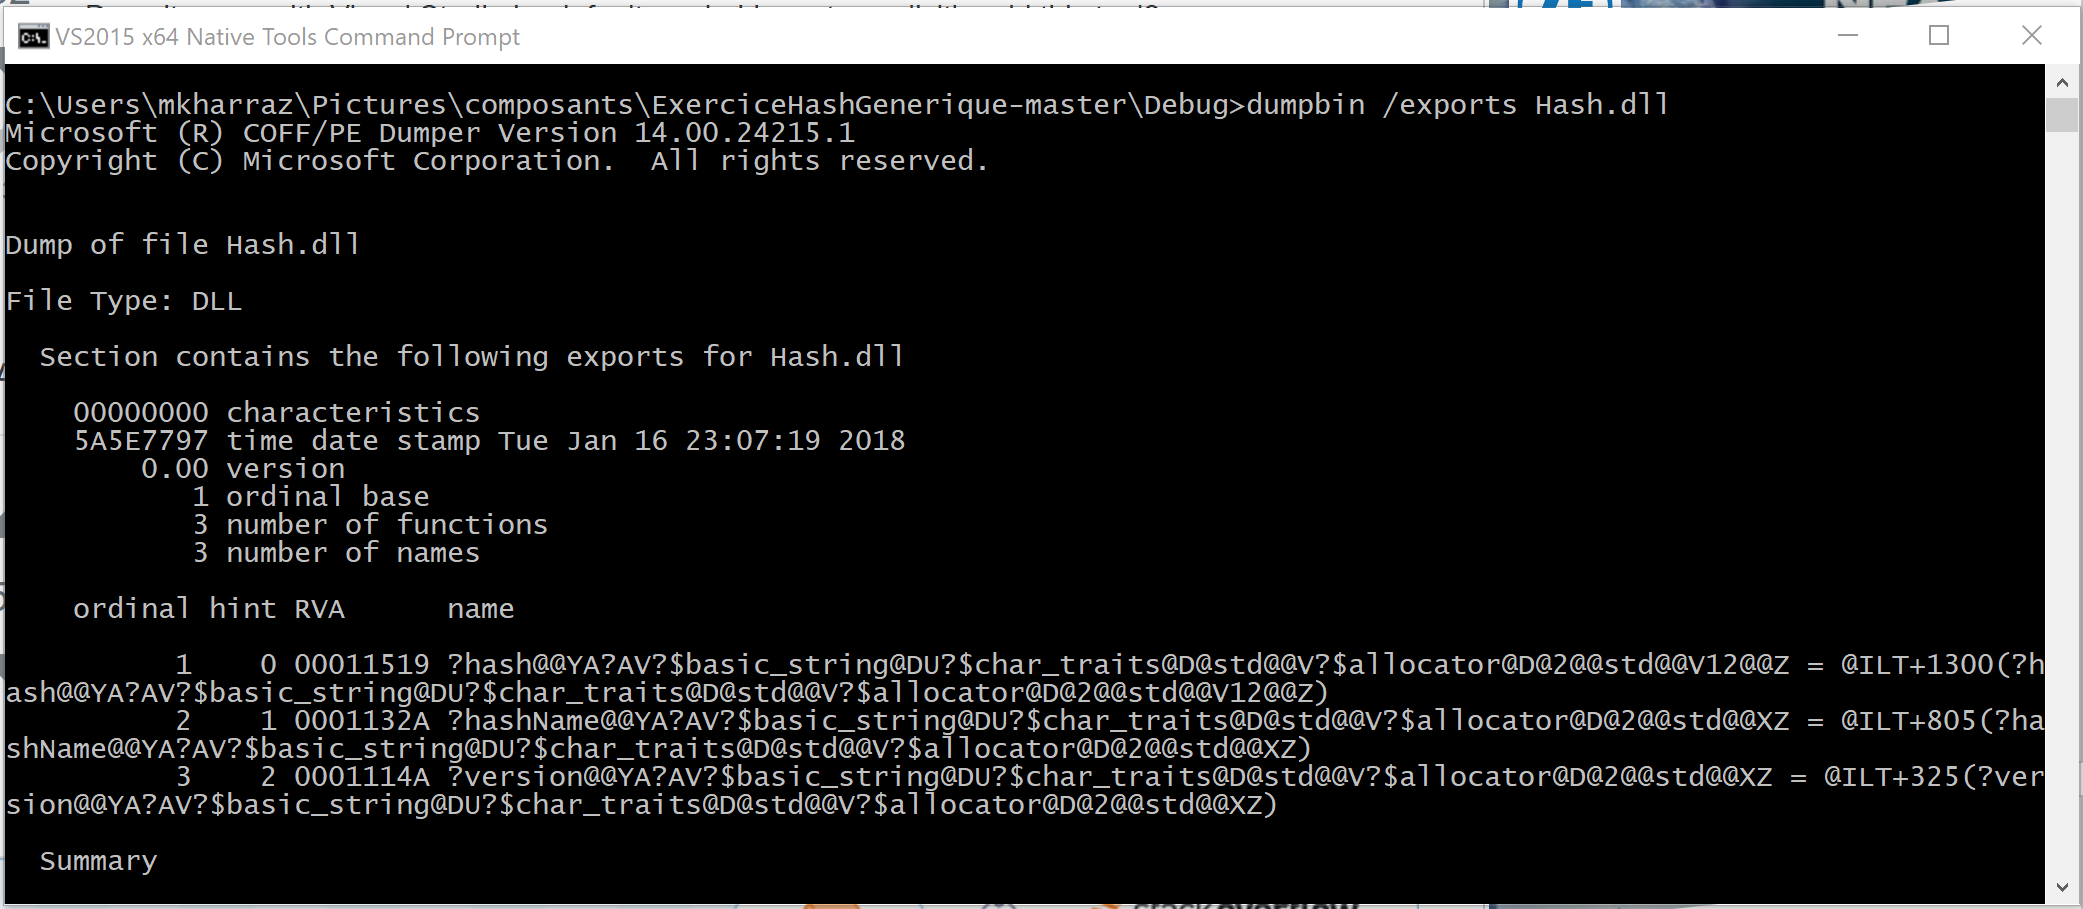 VS2015 x64 Native Tools Command Prompt
C:\Users\mkharraz\Pictures\composants\ExerciceHashGenerique-master\Debug>dumpbin /exports Hash.dll
Microsoft (R) COFF/PE Dumper Version 14.00.24215.1
Copyright (C) Microsoft Corporation.  All rights reserved.
Dump of file Hash.dll
File Type: DLL
  Section contains the following exports for Hash.dll
    00000000 characteristics
    5A5E7797 time date stamp Tue Jan 16 23:07:19 2018
        0.00 version
           1 ordinal base
           3 number of functions
           3 number of names
    ordinal hint RVA      name
          1    0 00011519 ?hash@@YA?AV?$basic_string@DU?$char_traits@D@std@@V?$allocator@D@2@@std@@V12@@Z = @ILT+1300(?h
ash@@YA?AV?$basic_string@DU?$char_traits@D@std@@V?$allocator@D@2@@std@@V12@@Z)
          2    1 0001132A ?hashName@@YA?AV?$basic_string@DU?$char_traits@D@std@@V?$allocator@D@2@@std@@XZ = @ILT+805(?ha
shName@@YA?AV?$basic_string@DU?$char_traits@D@std@@V?$allocator@D@2@@std@@XZ)
          3    2 0001114A ?version@@YA?AV?$basic_string@DU?$char_traits@D@std@@V?$allocator@D@2@@std@@XZ = @ILT+325(?ver
sion@@YA?AV?$basic_string@DU?$char_traits@D@std@@V?$allocator@D@2@@std@@XZ)
  Summary